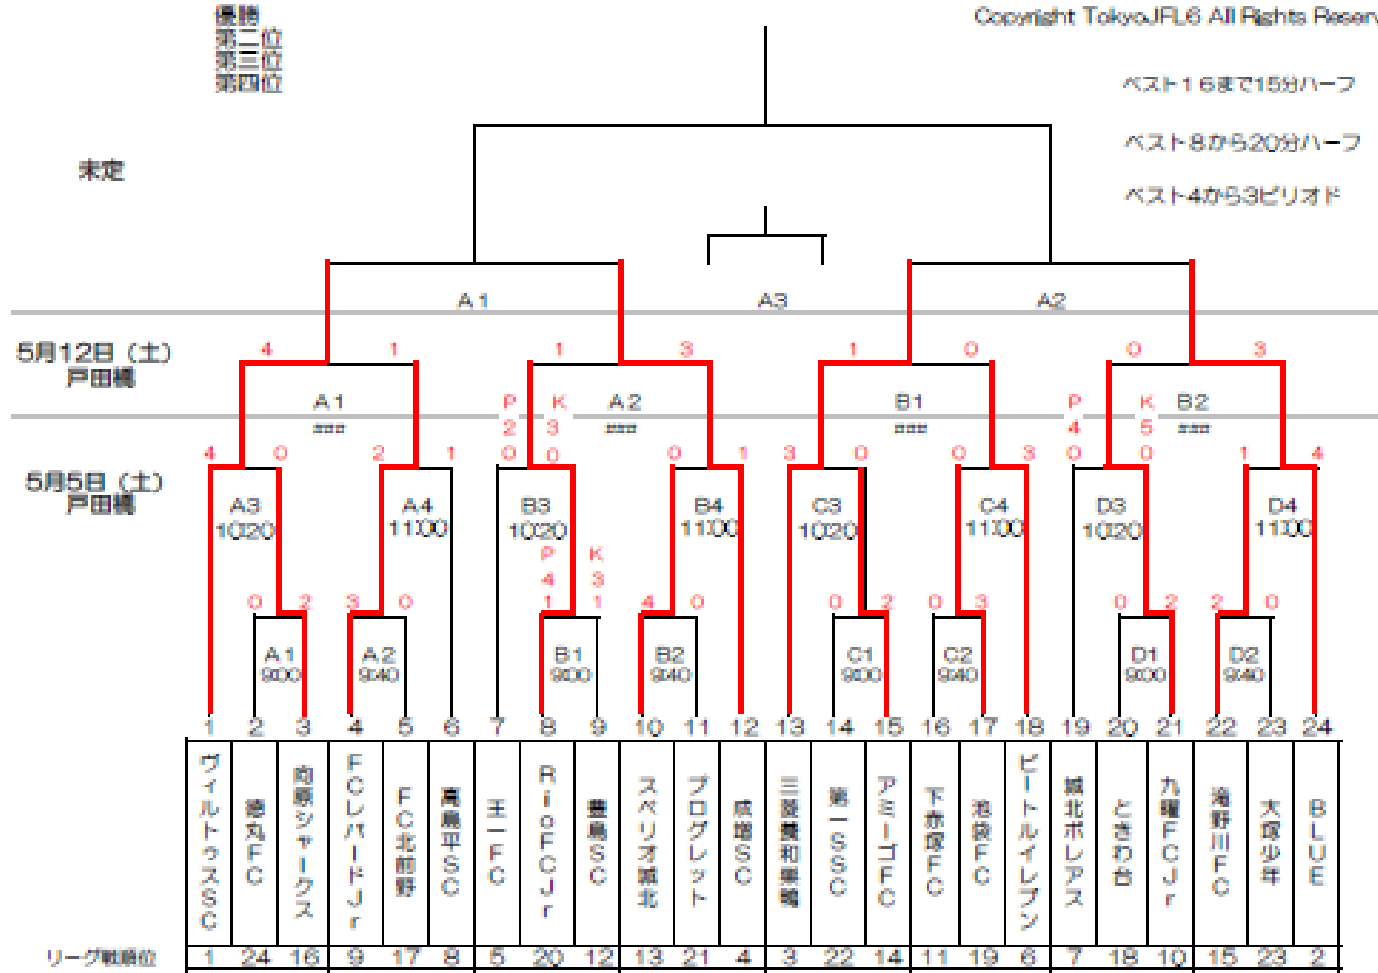 優勝
第二位
第三位
第四位
Copyright TokyoJFL6 All Rights Reserv
ベスト16まで15分ハーフ
ベスト8から20分ハーフ
ベスト4から3ピリオド
未定
A1 A3 A2
5月12日（土）
戸田橋
4 1 1 3 1 0 0 3
A1 A2 B1 B2
P K P K
2 3 4 5
### ### ### ###
4 0 2 1 0 0 0 1 3 0 0 3 0 0 1 4
5月5日（土）
戸田橋
A3 A4 B3 B4 C3 C4 D3 D4
10:20 11:00 10:20 11:00 10:20 11:00 10:20 11:00
P K
4 3
0 2 3 0 1 1 4 0 0 2 0 3 0 2 2 0
A1 A2 B1 B2 C1 C2 D1 D2
9:00 9:40 9:00 9:40 9:00 9:40 9:00 9:40
1 2 3 4 5 6 7 8 9 10 11 12 13 14 15 16 17 18 19 20 21 22 23 24
ヴィルトゥスSC
徳丸FC
向原ジャークス
FCレパードJr
FC北前野
高島平SC
王一FC
RioFCJr
豊島SC
スペリオ城北
プログレット
成増SC
三菱養和巣鴨
第一SSC
アミーゴFC
下赤塚FC
池袋FC
ビートルイレブン
城北ボレアス
ときわ台
九曜FCJr
滝野川FC
大塚少年
BLUE
リーグ戦順位
1 24 16 9 17 8 5 20 12 13 21 4 3 22 14 11 19 6 7 18 10 15 23 2